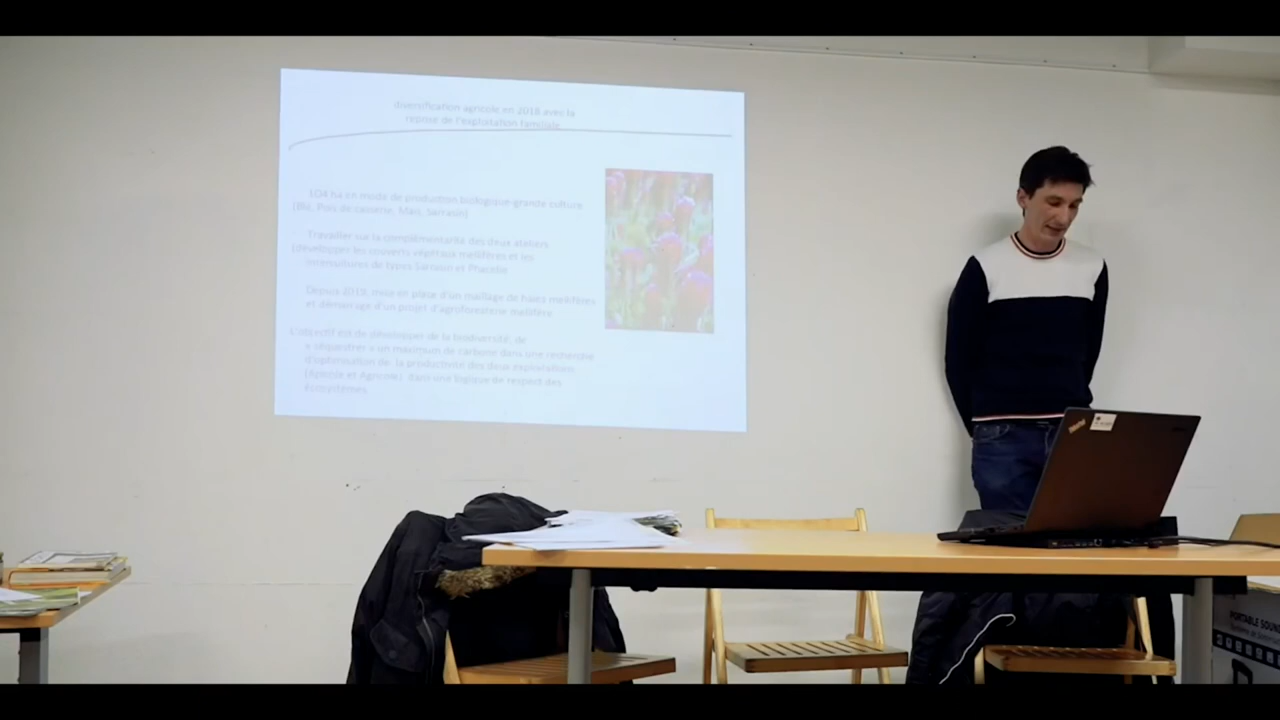 diversification agricole en 2018 avec la
reprise de l'exploitation familiale
104 ha en mode de production biologique grande culture
(Blé, Pois de casserie, Maïs, Sarrasin)
Travailler sur la complémentarité des deux ateliers
(développer les couverts végétaux mellifères et les
intercultures de types Sarrasin et Phacélie
Depuis 2019, mise en place d'un maillage de haies mellifères
et démarrage d'un projet d'agroforesterie mellifère
L'objectif est de développer de la biodiversité, de
« séquestrer » un maximum de carbone dans une recherche
d'optimisation de la productivité des deux exploitations
(Apicole et Agricole) dans une logique de respect des
écosystèmes
ThinkPad
PORTABLE SOUN